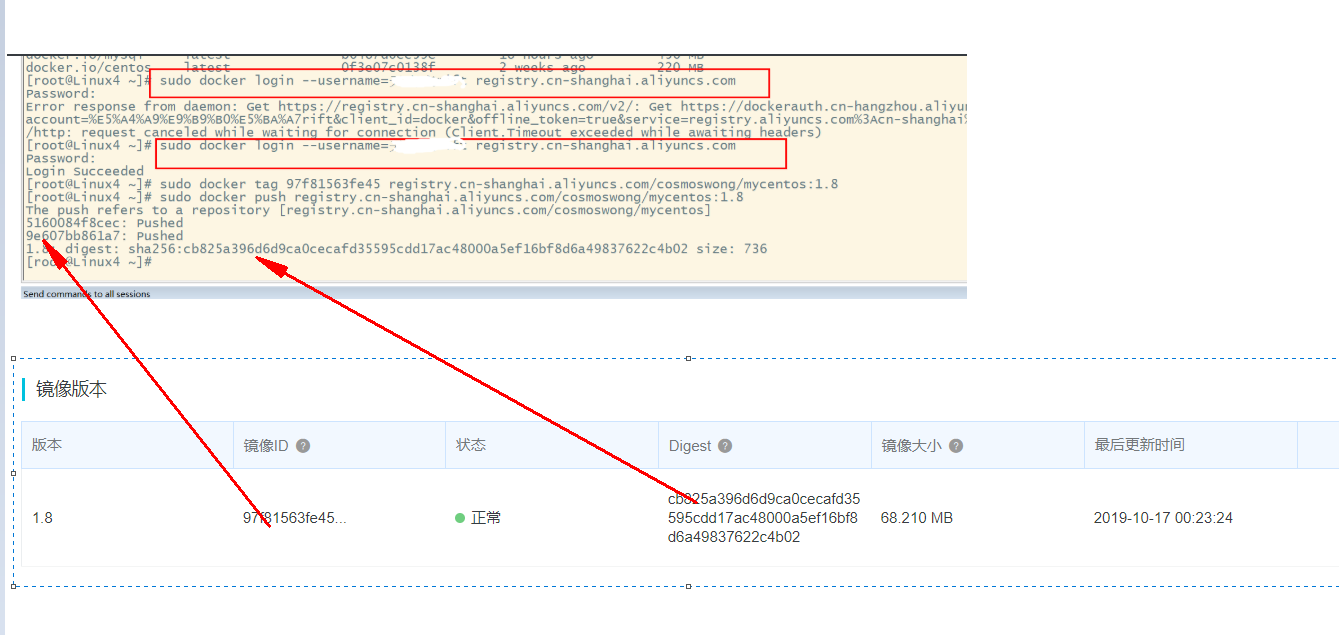 docker.io/centos latest 0f3e07c0138f 2 weeks ago 220 MB
[root@Linux4 ~]# sudo docker login --username= registry.cn-shanghai.aliyuncs.com
Password:
Error response from daemon: Get https://registry.cn-shanghai.aliyuncs.com/v2/: Get https://dockerauth.cn-hangzhou.aliyu
account=%E5%A4%A9%E9%B9%B0%E5%BA%A7rift&client_id=docker&offline_token=true&service=registry.aliyuncs.com%3Acn-shanghai%
/http: request canceled while waiting for connection (Client.Timeout exceeded while awaiting headers)
[root@Linux4 ~]# sudo docker login --username= registry.cn-shanghai.aliyuncs.com
Password:
Login Succeeded
[root@Linux4 ~]# sudo docker tag 97f81563fe45 registry.cn-shanghai.aliyuncs.com/cosmoswong/mycentos:1.8
[root@Linux4 ~]# sudo docker push registry.cn-shanghai.aliyuncs.com/cosmoswong/mycentos:1.8
The push refers to a repository [registry.cn-shanghai.aliyuncs.com/cosmoswong/mycentos]
5160084f8cec: Pushed
9e607bb861a7: Pushed
1.8: digest: sha256:cb825a396d6d9ca0cecafd35595cdd17ac48000a5ef16bf8d6a49837622c4b02 size: 736
[root@Linux4 ~]#
Send commands to all sessions
镜像版本
版本 镜像ID ? 状态 Digest ? 镜像大小 ? 最后更新时间
cb825a396d6d9ca0cecafd35
1.8 97f81563fe45... 正常 595cdd17ac48000a5ef16bf8 68.210 MB 2019-10-17 00:23:24
d6a49837622c4b02